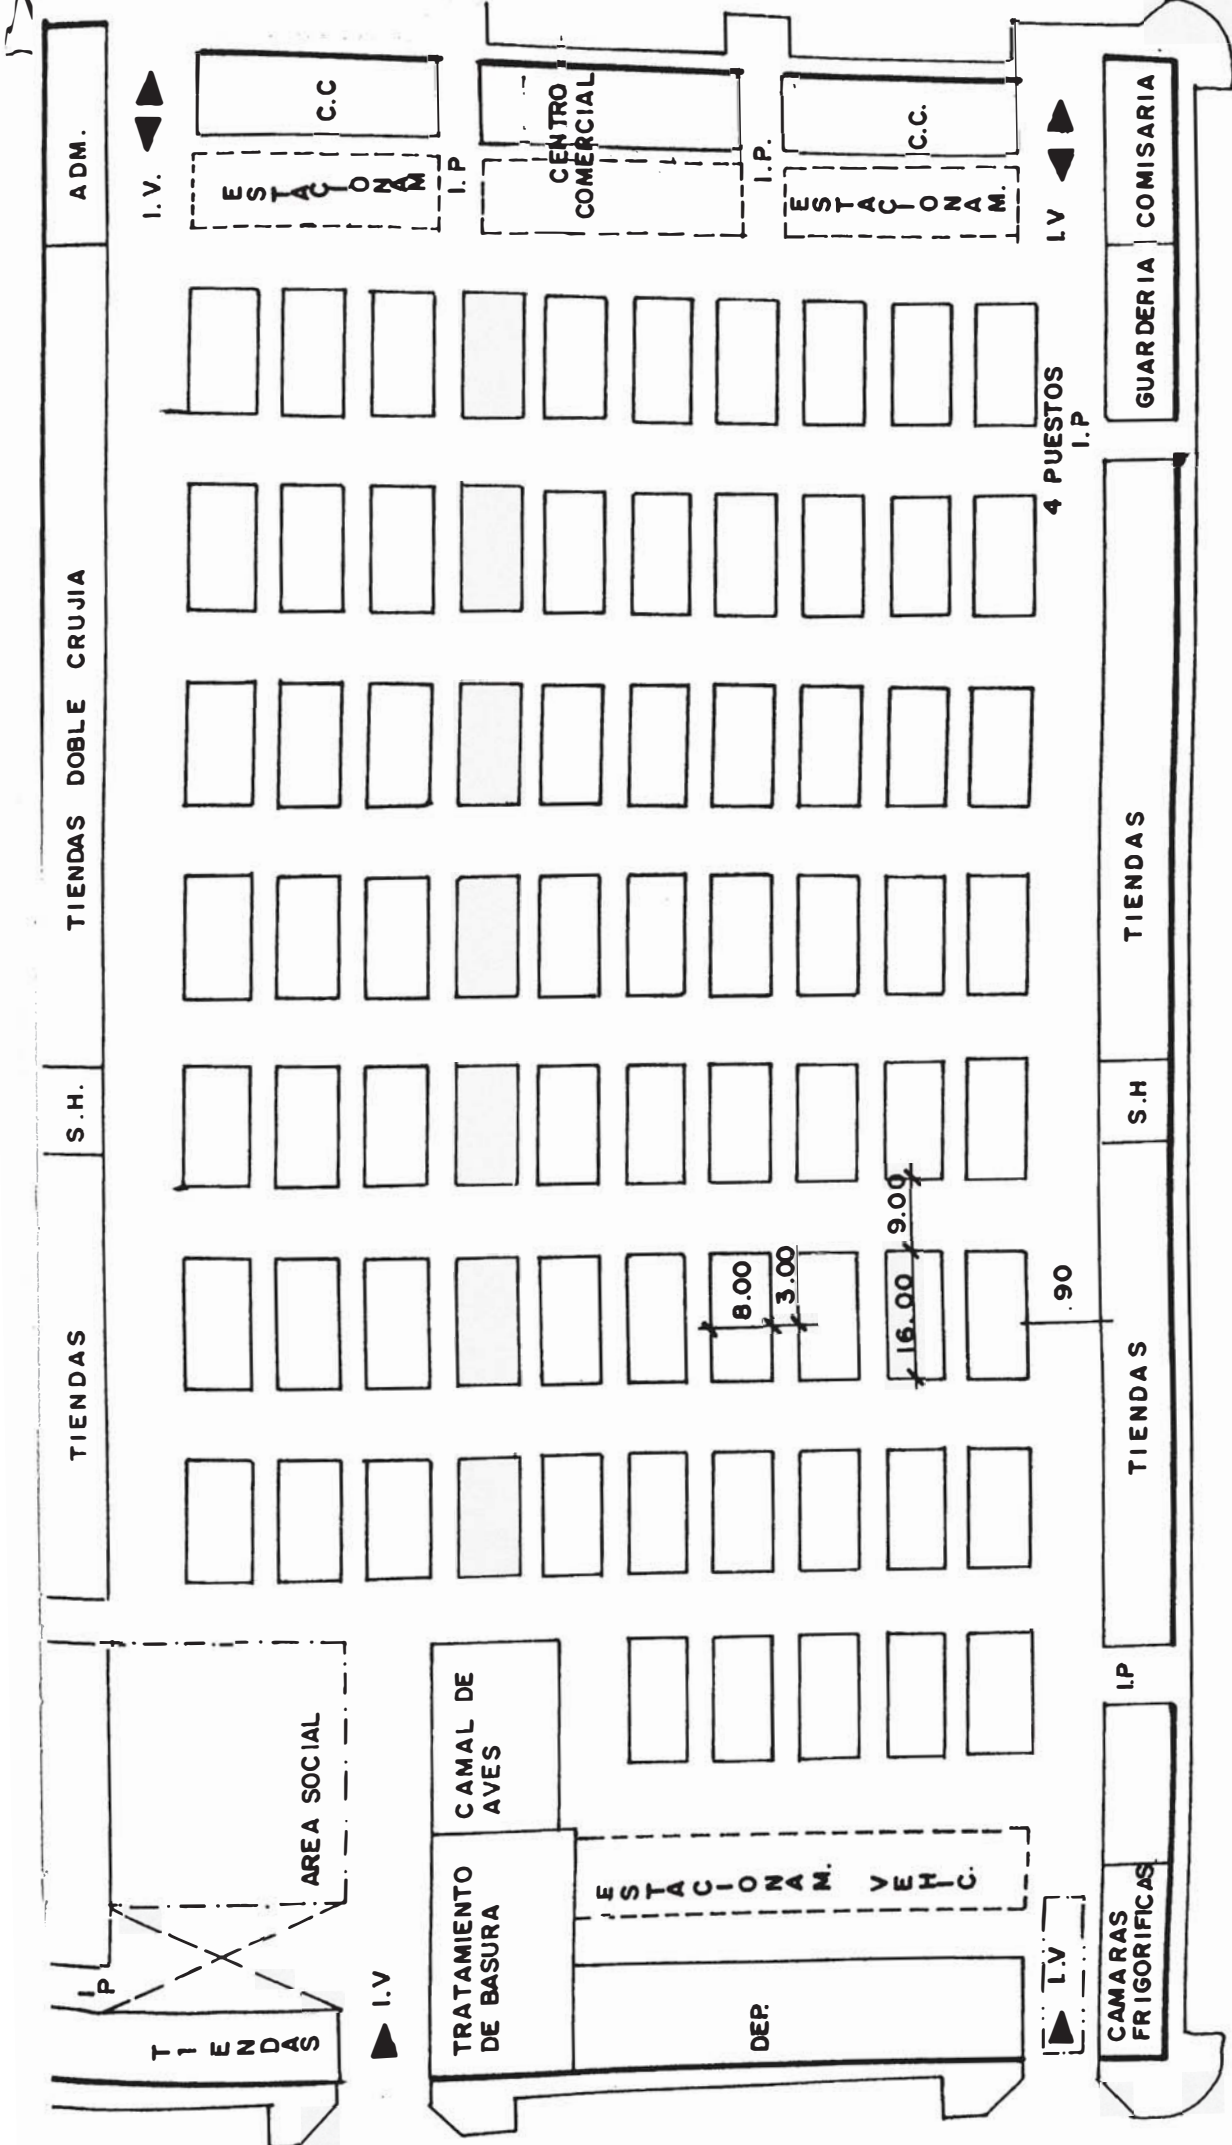 ADM.
TIENDAS DOBLE CRUJIA
S.H.
TIENDAS
I.V.
C.C
ESTACIONAM
I.P
CENTRO
COMERCIAL
I.P.
C.C.
ESTACIONAM.
I.V
COMISARIA
GUARDERIA
4 PUESTOS
I.P
TIENDAS
S.H
TIENDAS
9.00
16.00
8.00
3.00
.90
I.P
AREA SOCIAL
I
P
TIENDAS
I.V
CAMAL DE
AVES
TRATAMIENTO
DE BASURA
ESTACIONAM. VEHIC.
DEP.
I.V
CAMARAS
FRIGORIFICAS